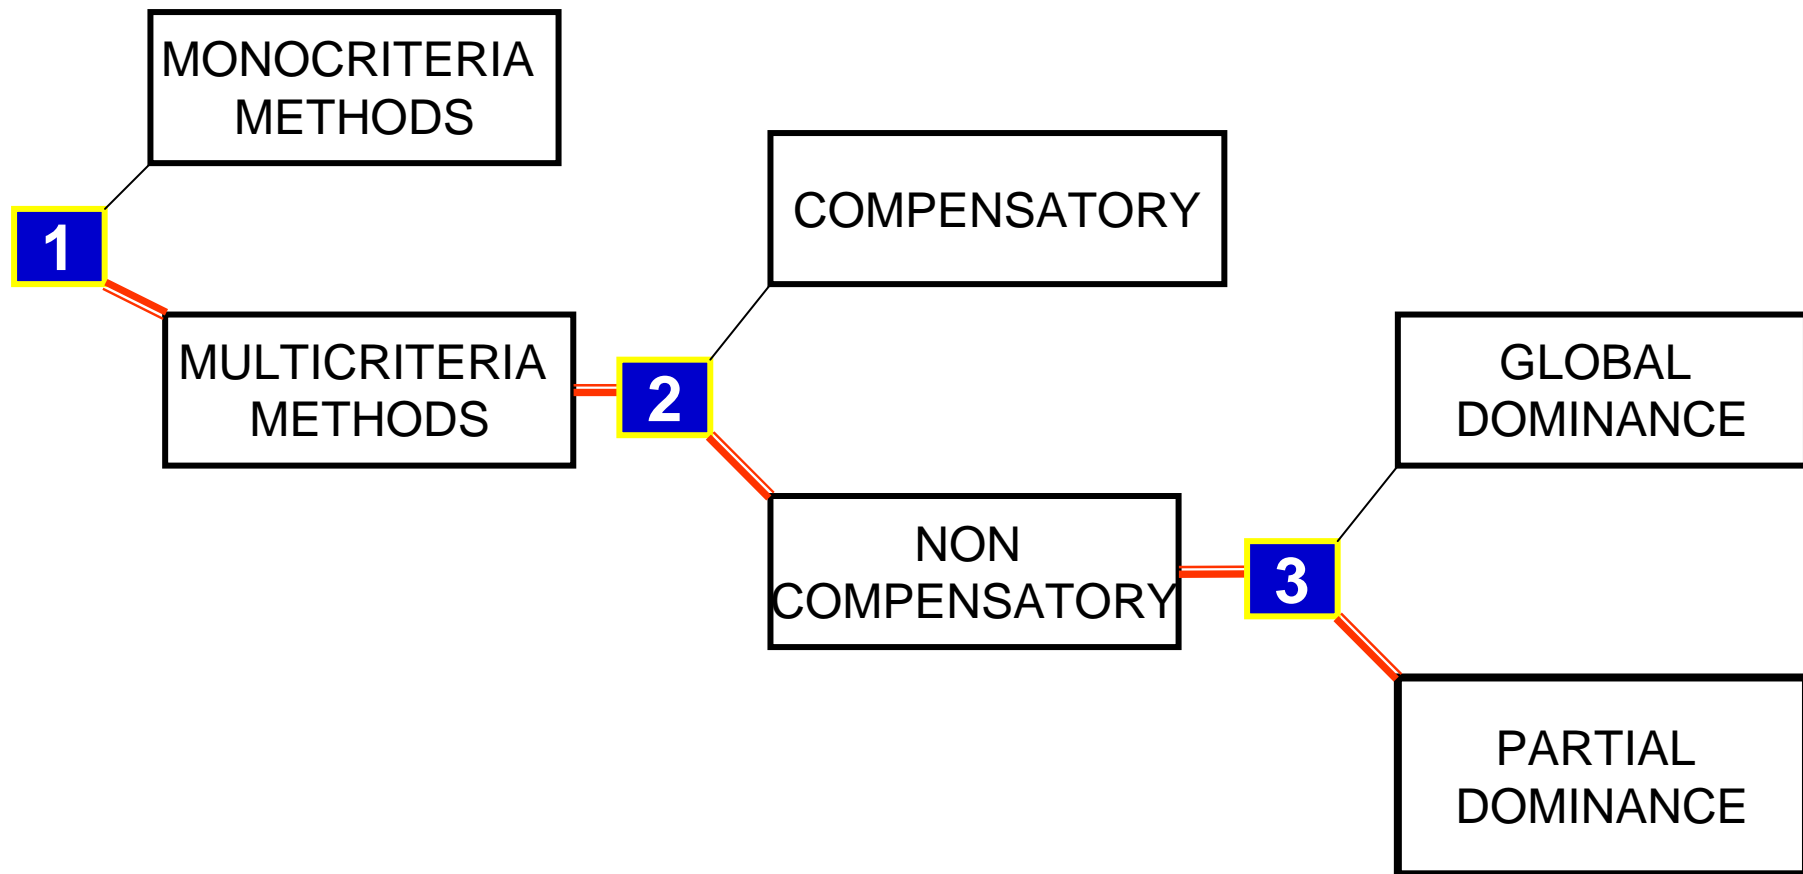 MONOCRITERIA
METHODS
1
MULTICRITERIA
METHODS
COMPENSATORY
2
NON
COMPENSATORY
GLOBAL
DOMINANCE
3
PARTIAL
DOMINANCE